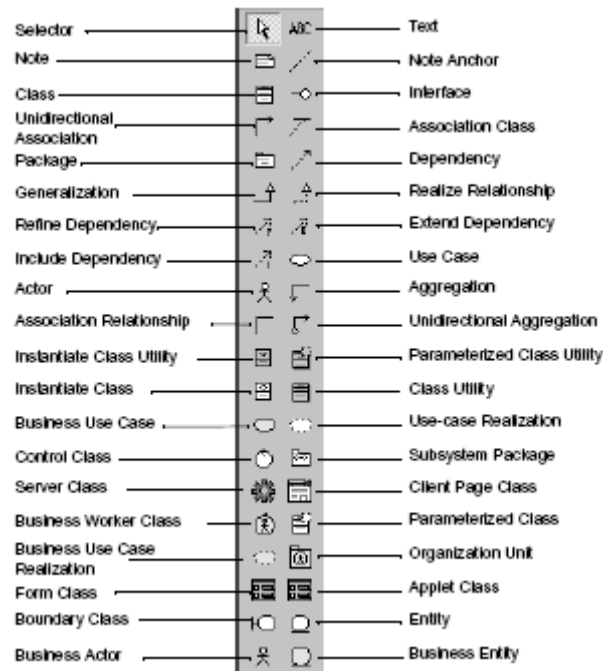 Selector
ABC
Text
Note
Note Anchor
Class
Interface
Unidirectional
Association
Association Class
Package
Dependency
Generalization
Realize Relationship
Refine Dependency
Extend Dependency
Include Dependency
Use Case
Actor
Aggregation
Association Relationship
Unidirectional Aggregation
Instantiate Class Utility
Parameterized Class Utility
Instantiate Class
Class Utility
Business Use Case
Use-case Realization
Control Class
Subsystem Package
Server Class
Client Page Class
Business Worker Class
Parameterized Class
Business Use Case
Realization
Organization Unit
Form Class
Applet Class
Boundary Class
Entity
Business Actor
Business Entity